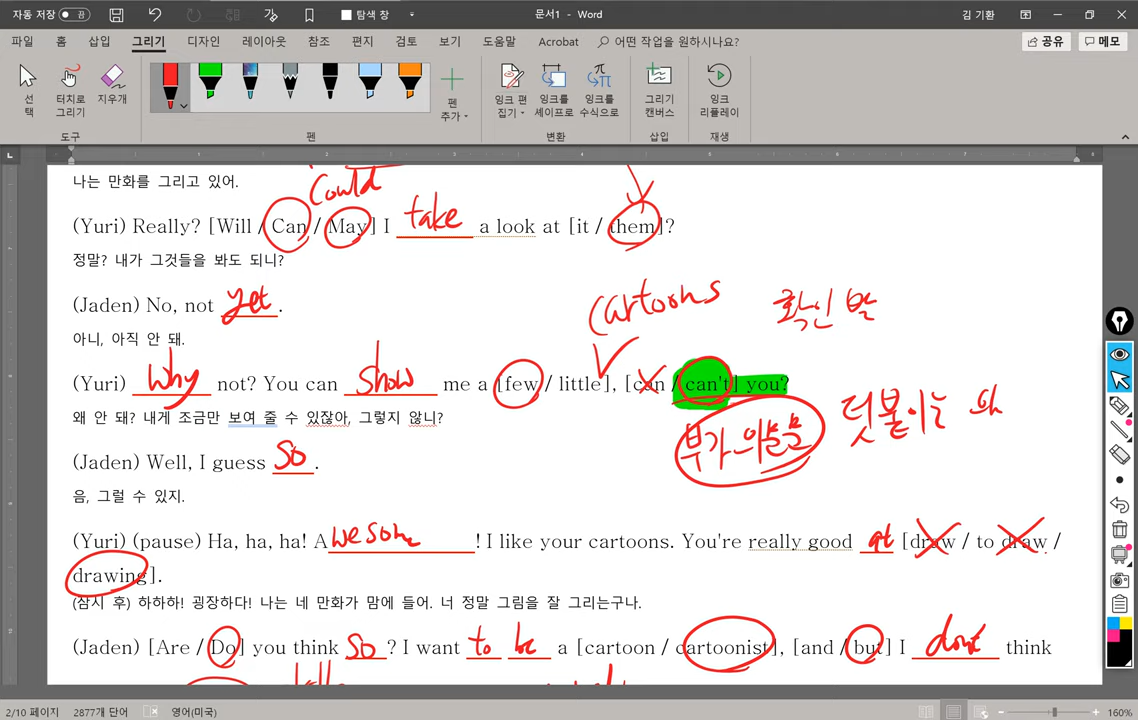 자동 저장 끔 탐색 창 문서1 - Word 김 기환
파일 홈 삽입 그리기 디자인 레이아웃 참조 편지 검토 보기 도움말 Acrobat 어떤 작업을 원하시나요? 공유 메모
선택 터치로 그리기 지우개 펜 추가 잉크 편집기 잉크를 셰이프로 잉크를 수식으로 그리기 캔버스 잉크 리플레이
도구 펜 변환 삽입 재생
나는 만화를 그리고 있어.
Could
(Yuri) Really? [Will / Can / May] I take a look at [it / them]?
정말? 내가 그것들을 봐도 되니?
cartoons 확인 받
(Jaden) No, not yet.
아니, 아직 안 돼.
(Yuri) Why not? You can show me a [few / little], [can / can't] you?
왜 안 돼? 내게 조금만 보여 줄 수 있잖아, 그렇지 않니?
부가 의문문 덧붙이는 의
(Jaden) Well, I guess so.
음, 그럴 수 있지.
(Yuri) (pause) Ha, ha, ha! Awesome! I like your cartoons. You're really good at [draw / to draw /
drawing].
(잠시 후) 하하하! 굉장하다! 나는 네 만화가 맘에 들어. 너 정말 그림을 잘 그리는구나.
(Jaden) [Are / Do] you think so? I want to be a [cartoon / cartoonist], [and / but] I don't think
2/10 페이지 2877개 단어 영어(미국) 160%